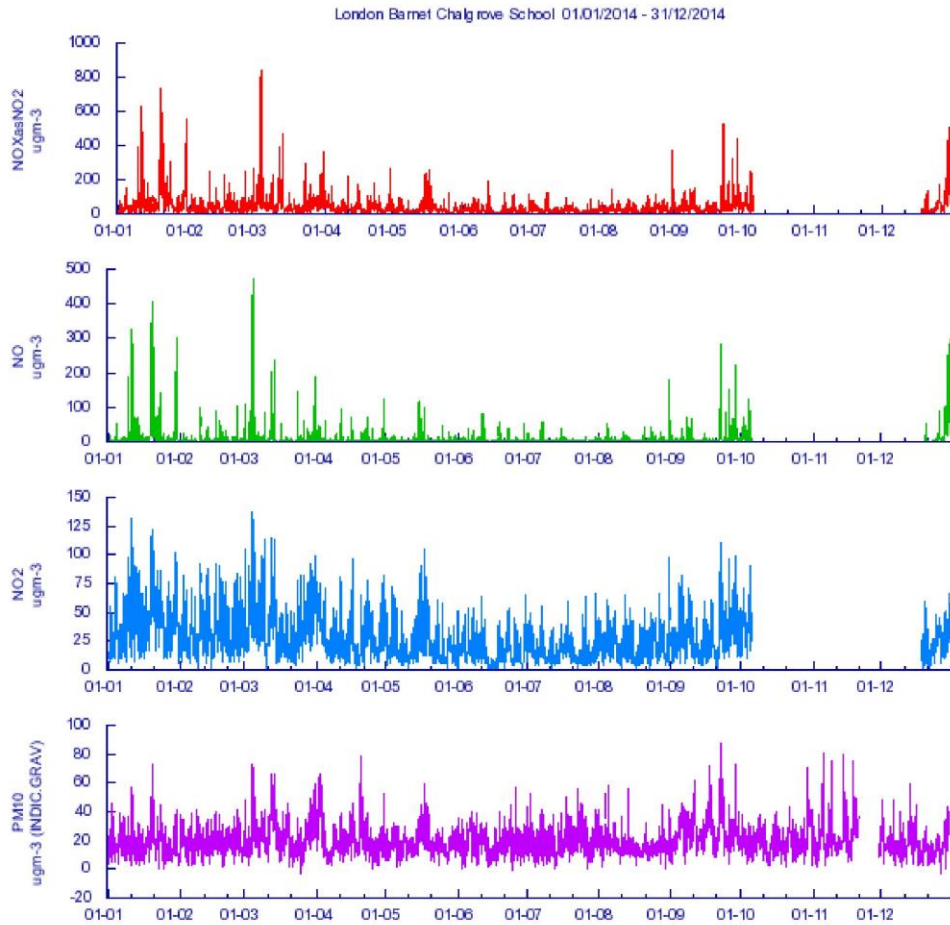 London Barnet Chalgrove School 01/01/2014 - 31/12/2014
NOXasNO2
ugm-3
1000
800
600
400
200
0
01-01 01-02 01-03 01-04 01-05 01-06 01-07 01-08 01-09 01-10 01-11 01-12
NO
ugm-3
500
400
300
200
100
0
01-01 01-02 01-03 01-04 01-05 01-06 01-07 01-08 01-09 01-10 01-11 01-12
NO2
ugm-3
150
125
100
75
50
25
0
01-01 01-02 01-03 01-04 01-05 01-06 01-07 01-08 01-09 01-10 01-11 01-12
PM10
ugm-3 (INDIC.GRAV)
100
80
60
40
20
0
-20
01-01 01-02 01-03 01-04 01-05 01-06 01-07 01-08 01-09 01-10 01-11 01-12